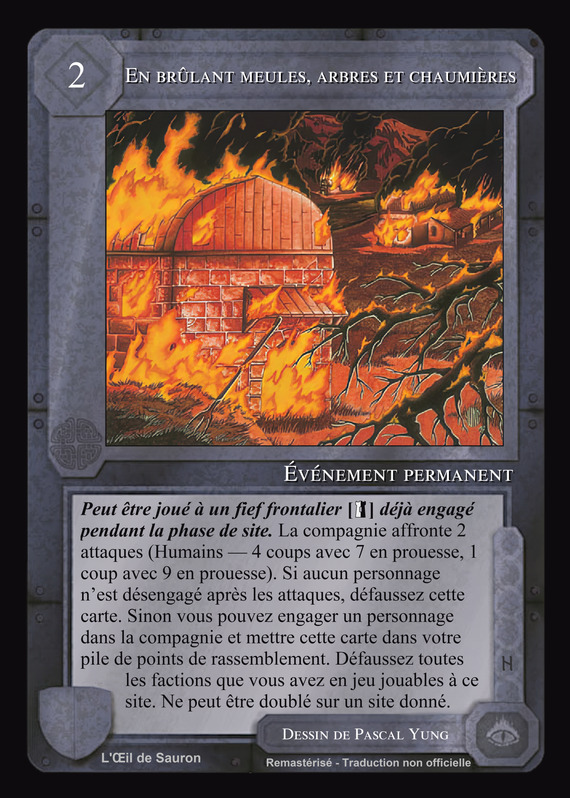 2
En brûlant meules, arbres et chaumières
Événement permanent
Peut être joué à un fief frontalier [] déjà engagé
pendant la phase de site. La compagnie affronte 2
attaques (Humains — 4 coups avec 7 en prouesse, 1
coup avec 9 en prouesse). Si aucun personnage
n'est désengagé après les attaques, défaussez cette
carte. Sinon vous pouvez engager un personnage
dans la compagnie et mettre cette carte dans votre
pile de points de rassemblement. Défaussez toutes
les factions que vous avez en jeu jouables à ce
site. Ne peut être doublé sur un site donné.
Dessin de Pascal Yung
L'Œil de Sauron
Remastérisé - Traduction non officielle